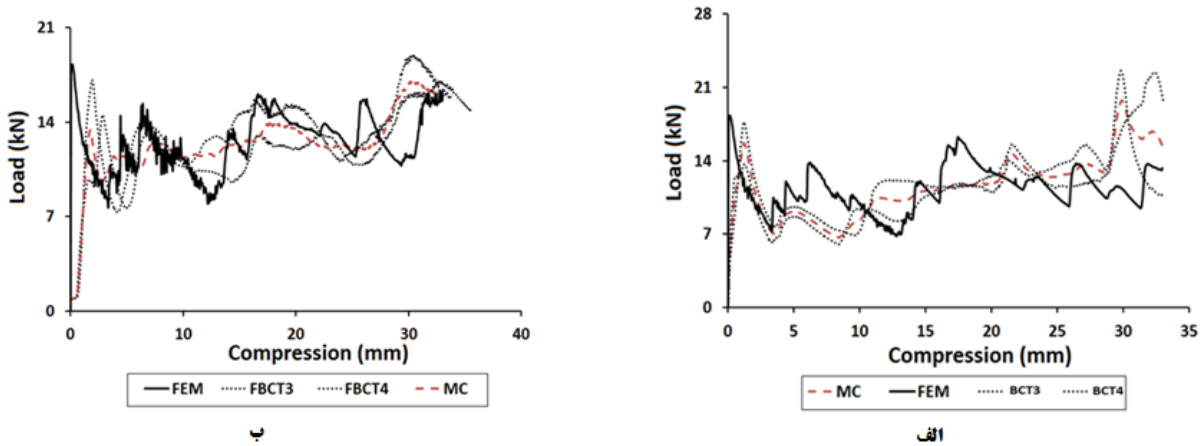 21
14
7
0
Load (kN)
0 10 20 30 40
Compression (mm)
FEM FBCT3 FBCT4 MC
ب
28
21
14
7
0
Load (kN)
0 5 10 15 20 25 30 35
Compression (mm)
MC FEM BCT3 BCT4
الف